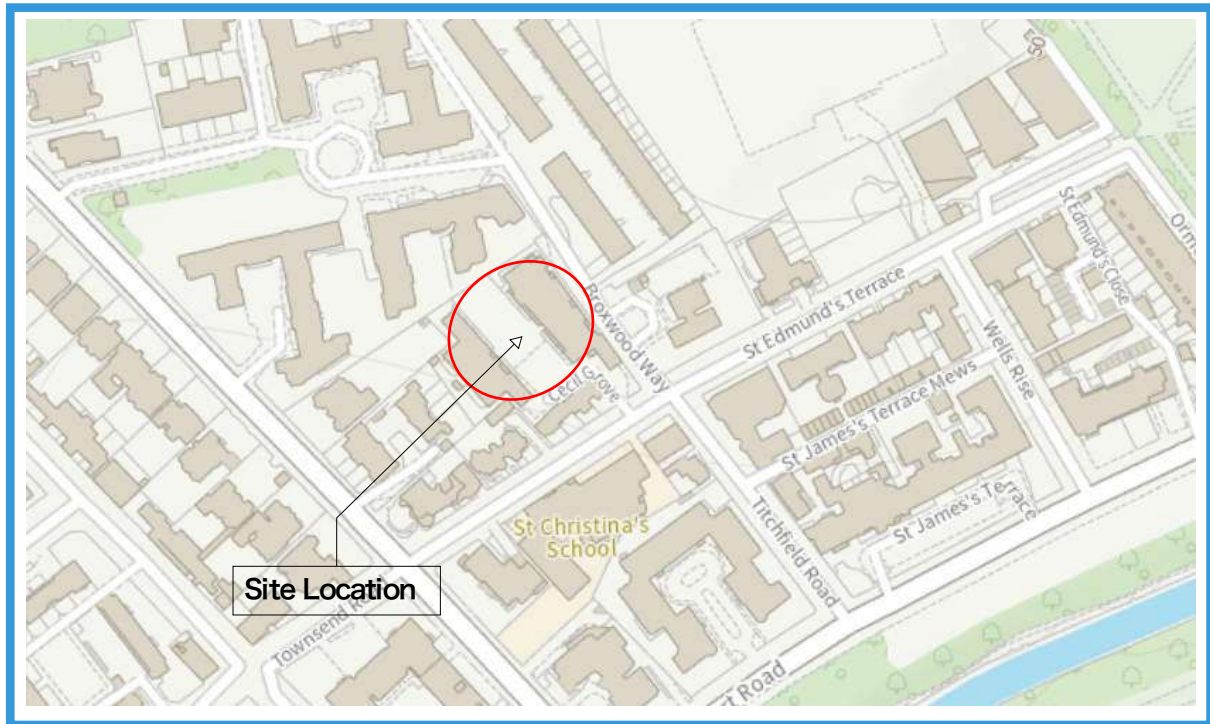 St Edmund's Close
Broxwood Way
St Edmund's Terrace
Wells Rise
Cecil Grove
St James's Terrace Mews
St Christina's
School
Titchfield Road
St James's Terrace
Site Location
Townsend
Road